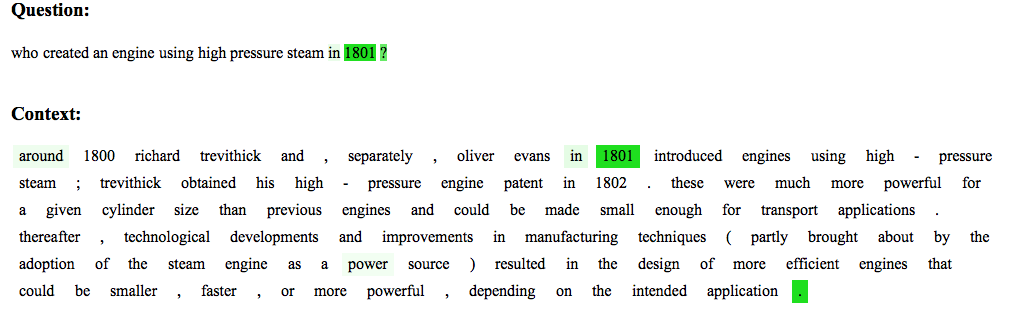 Question:
who created an engine using high pressure steam in 1801 ?
Context:
around 1800 richard trevithick and , separately , oliver evans in 1801 introduced engines using high - pressure
steam ; trevithick obtained his high - pressure engine patent in 1802 . these were much more powerful for
a given cylinder size than previous engines and could be made small enough for transport applications .
thereafter , technological developments and improvements in manufacturing techniques ( partly brought about by the
adoption of the steam engine as a power source ) resulted in the design of more efficient engines that
could be smaller , faster , or more powerful , depending on the intended application .